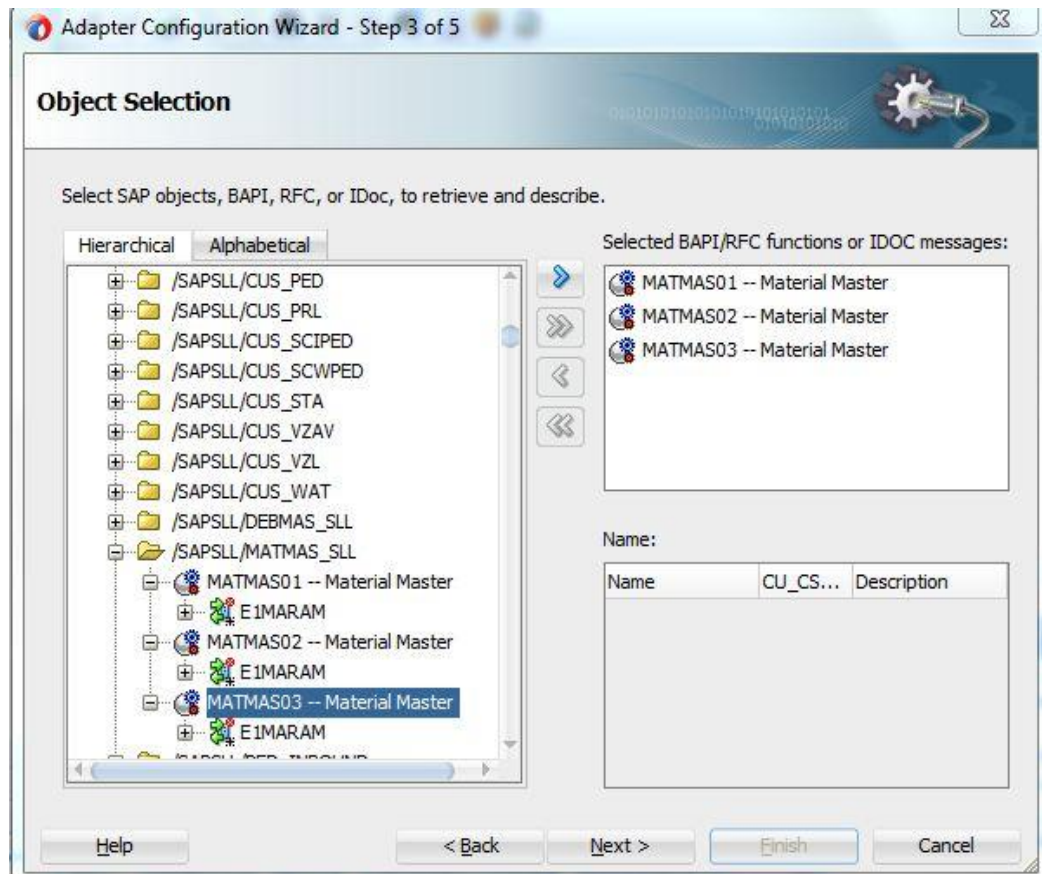 Adapter Configuration Wizard - Step 3 of 5
Object Selection
Select SAP objects, BAPI, RFC, or IDoc, to retrieve and describe.
Hierarchical
Alphabetical
/SAPSLL/CUS_PED
/SAPSLL/CUS_PRL
/SAPSLL/CUS_SCIPED
/SAPSLL/CUS_SCWPED
/SAPSLL/CUS_STA
/SAPSLL/CUS_VZAV
/SAPSLL/CUS_VZL
/SAPSLL/CUS_WAT
/SAPSLL/DEBMAS_SLL
/SAPSLL/MATMAS_SLL
MATMAS01 -- Material Master
E1MARAM
MATMAS02 -- Material Master
E1MARAM
MATMAS03 -- Material Master
E1MARAM
Selected BAPI/RFC functions or IDOC messages:
MATMAS01 -- Material Master
MATMAS02 -- Material Master
MATMAS03 -- Material Master
Name:
Name CU_CS... Description
Help < Back Next > Finish Cancel